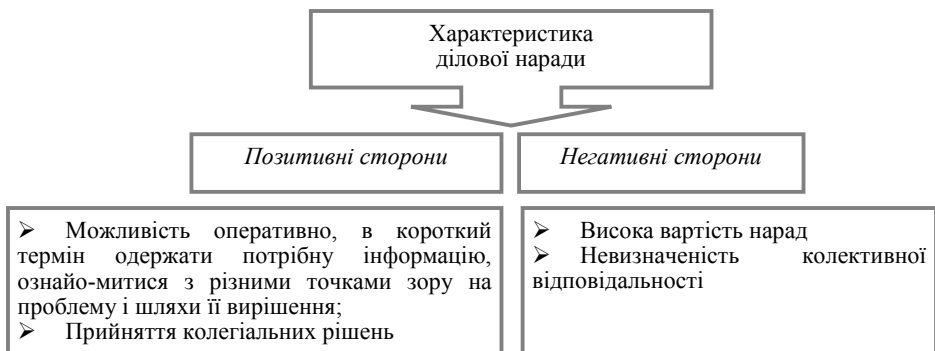 Характеристика
ділової наради
Позитивні сторони
Негативні сторони
➢ Можливість оперативно, в короткий
термін одержати потрібну інформацію,
ознайо-митися з різними точками зору на
проблему і шляхи її вирішення;
➢ Прийняття колегіальних рішень
➢ Висока вартість нарад
➢ Невизначеність колективної
відповідальності